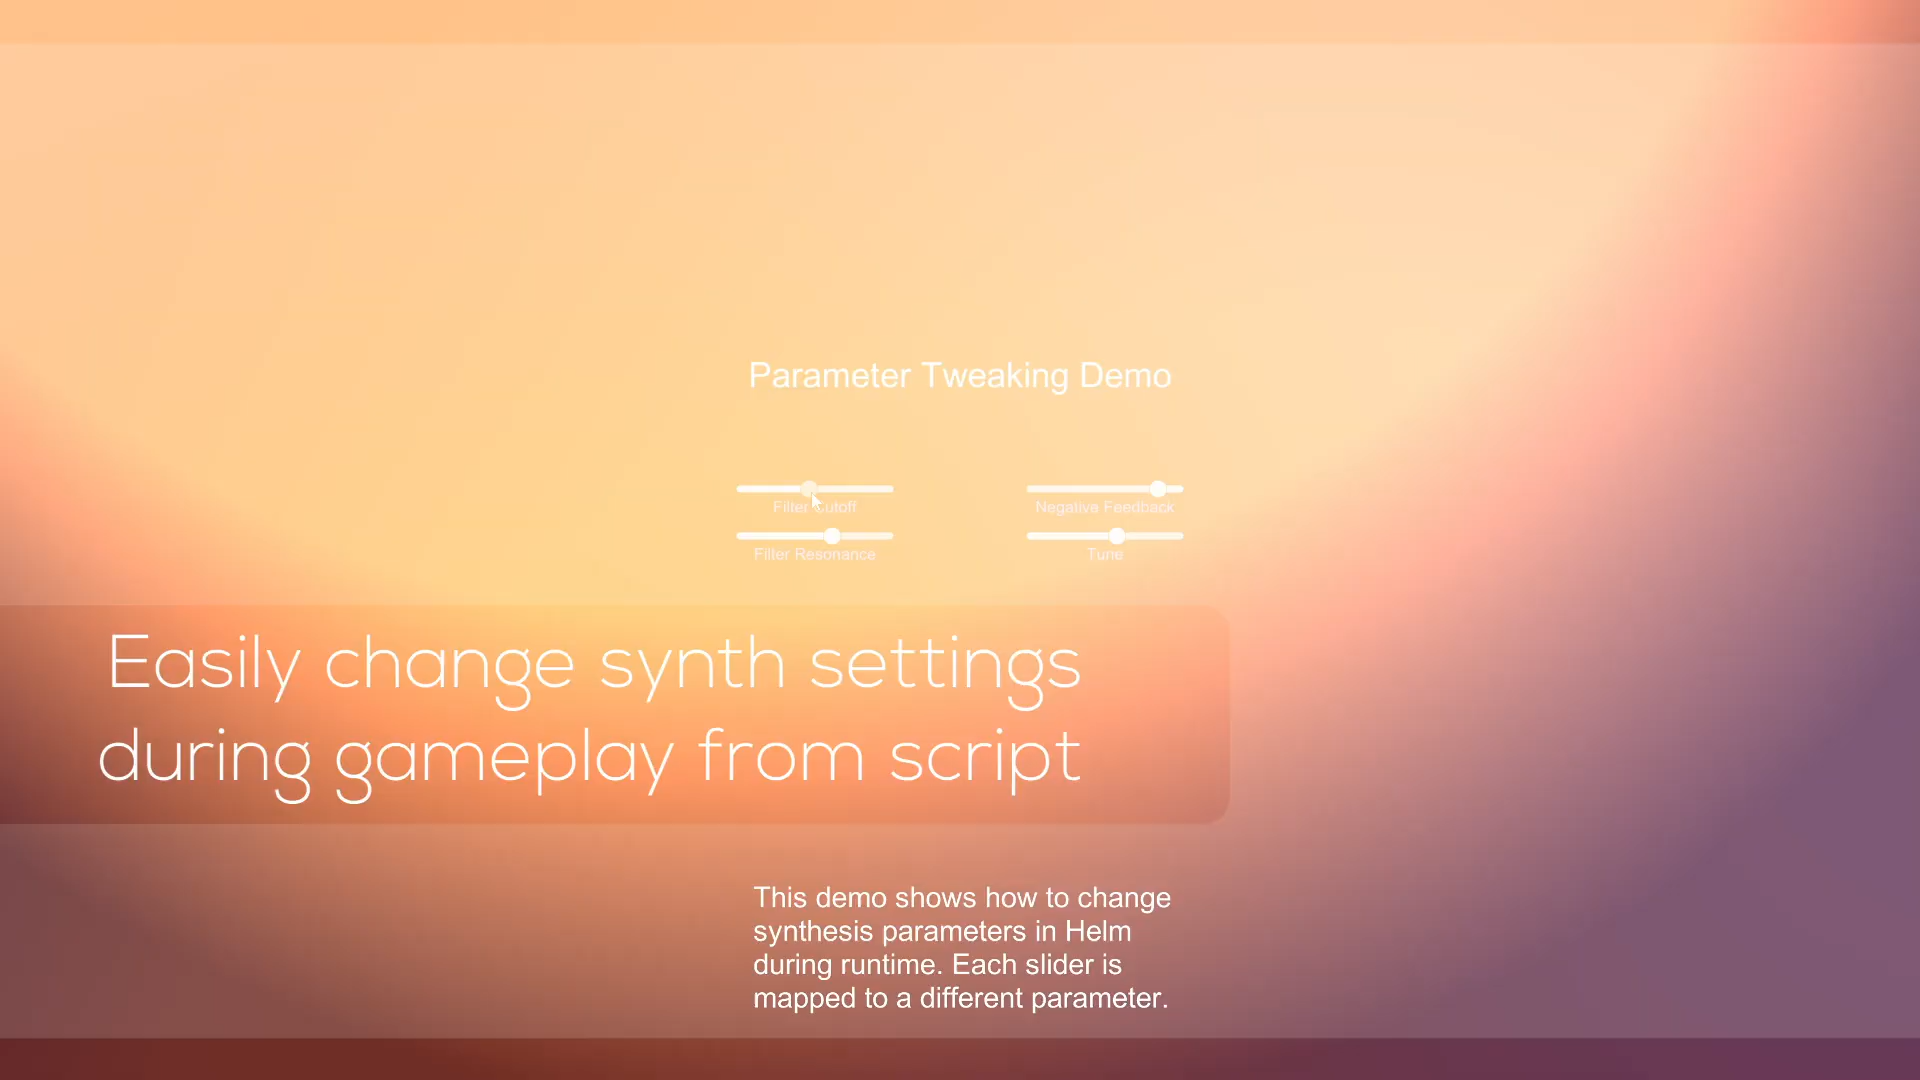 Parameter Tweaking Demo
Filter Cutoff
Negative Feedback
Filter Resonance
Tune
Easily change synth settings
during gameplay from script
This demo shows how to change
synthesis parameters in Helm
during runtime. Each slider is
mapped to a different parameter.